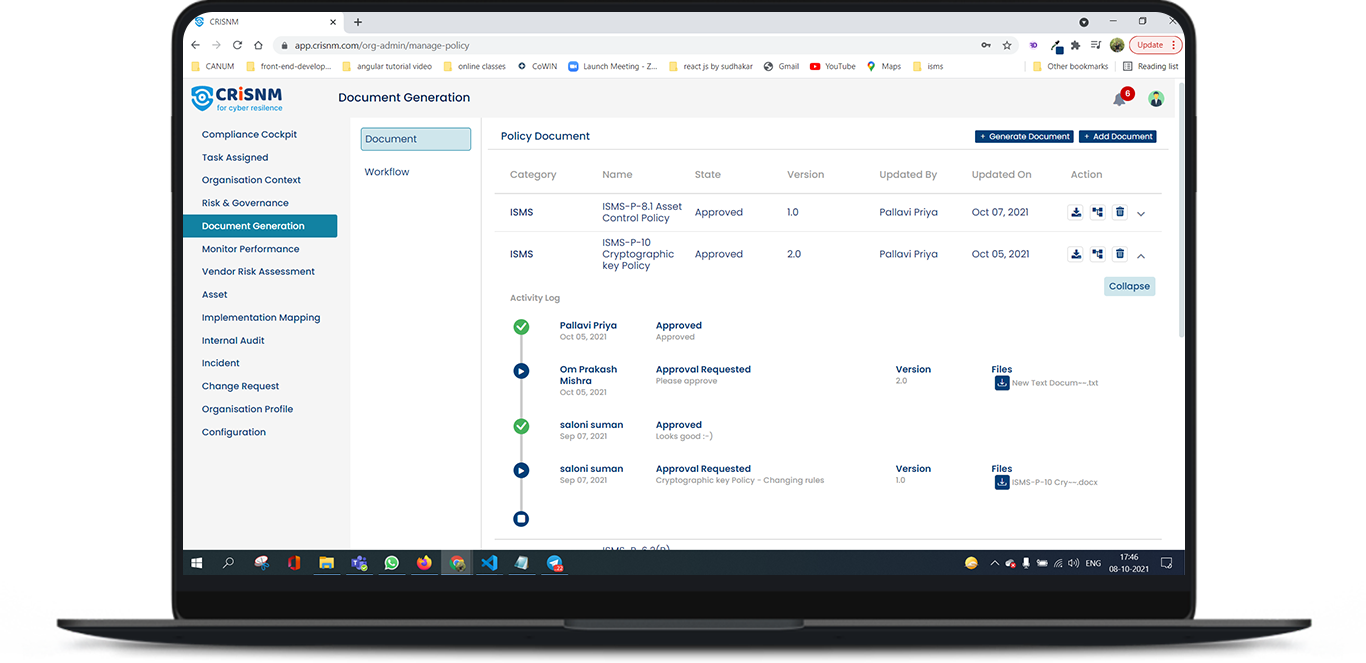 CRISNM
app.crisnm.com/org-admin/manage-policy
Update
CANUM
front-end-develop...
angular tutorial video
online classes
CoWIN
Launch Meeting - Z...
react js by sudhakar
Gmail
YouTube
Maps
isms
Other bookmarks
Reading list
CRiSNM
for cyber resilence
Document Generation
6
Compliance Cockpit
Task Assigned
Organisation Context
Risk & Governance
Document Generation
Monitor Performance
Vendor Risk Assessment
Asset
Implementation Mapping
Internal Audit
Incident
Change Request
Organisation Profile
Configuration
Document
Workflow
Policy Document
+ Generate Document
+ Add Document
Category Name State Version Updated By Updated On Action
ISMS
ISMS-P-8.1 Asset
Control Policy
Approved 1.0 Pallavi Priya Oct 07, 2021
ISMS
ISMS-P-10
Cryptographic
key Policy
Approved 2.0 Pallavi Priya Oct 05, 2021
Collapse
Activity Log
Pallavi Priya
Oct 05, 2021
Approved
Approved
Om Prakash
Mishra
Oct 05, 2021
Approval Requested
Please approve
Version
2.0
Files
New Text Docum~~.txt
saloni suman
Sep 07, 2021
Approved
Looks good :-)
saloni suman
Sep 07, 2021
Approval Requested
Cryptographic key Policy - Changing rules
Version
1.0
Files
ISMS-P-10 Cry~~.docx
ENG
17:46
08-10-2021